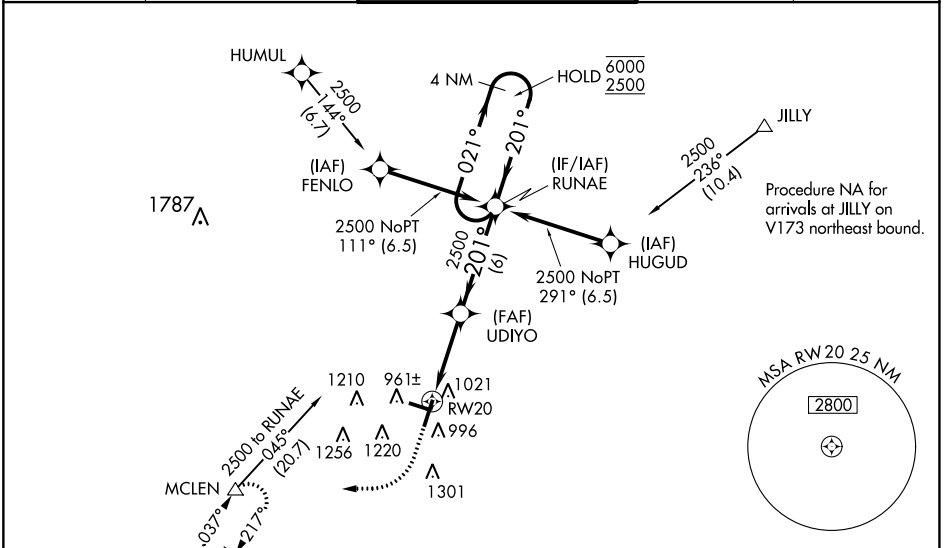 HUMUL
2500
144°
(6.7)
4 NM
HOLD
6000
2500
021°
201°
JILLY
2500
236°
(10.4)
(IAF)
FENLO
(IF/IAF)
RUNAE
Procedure NA for
arrivals at JILLY on
V173 northeast bound.
1787
2500 NoPT
111° (6.5)
2500
201°
(6)
(IAF)
HUGUD
2500 NoPT
291° (6.5)
(FAF)
UDIYO
MSA RW20 25 NM
2800
1210
961±
1021
RW20
1256
1220
996
1301
2500 to RUNAE
045°
(20.7)
MCLEN
037°
217°